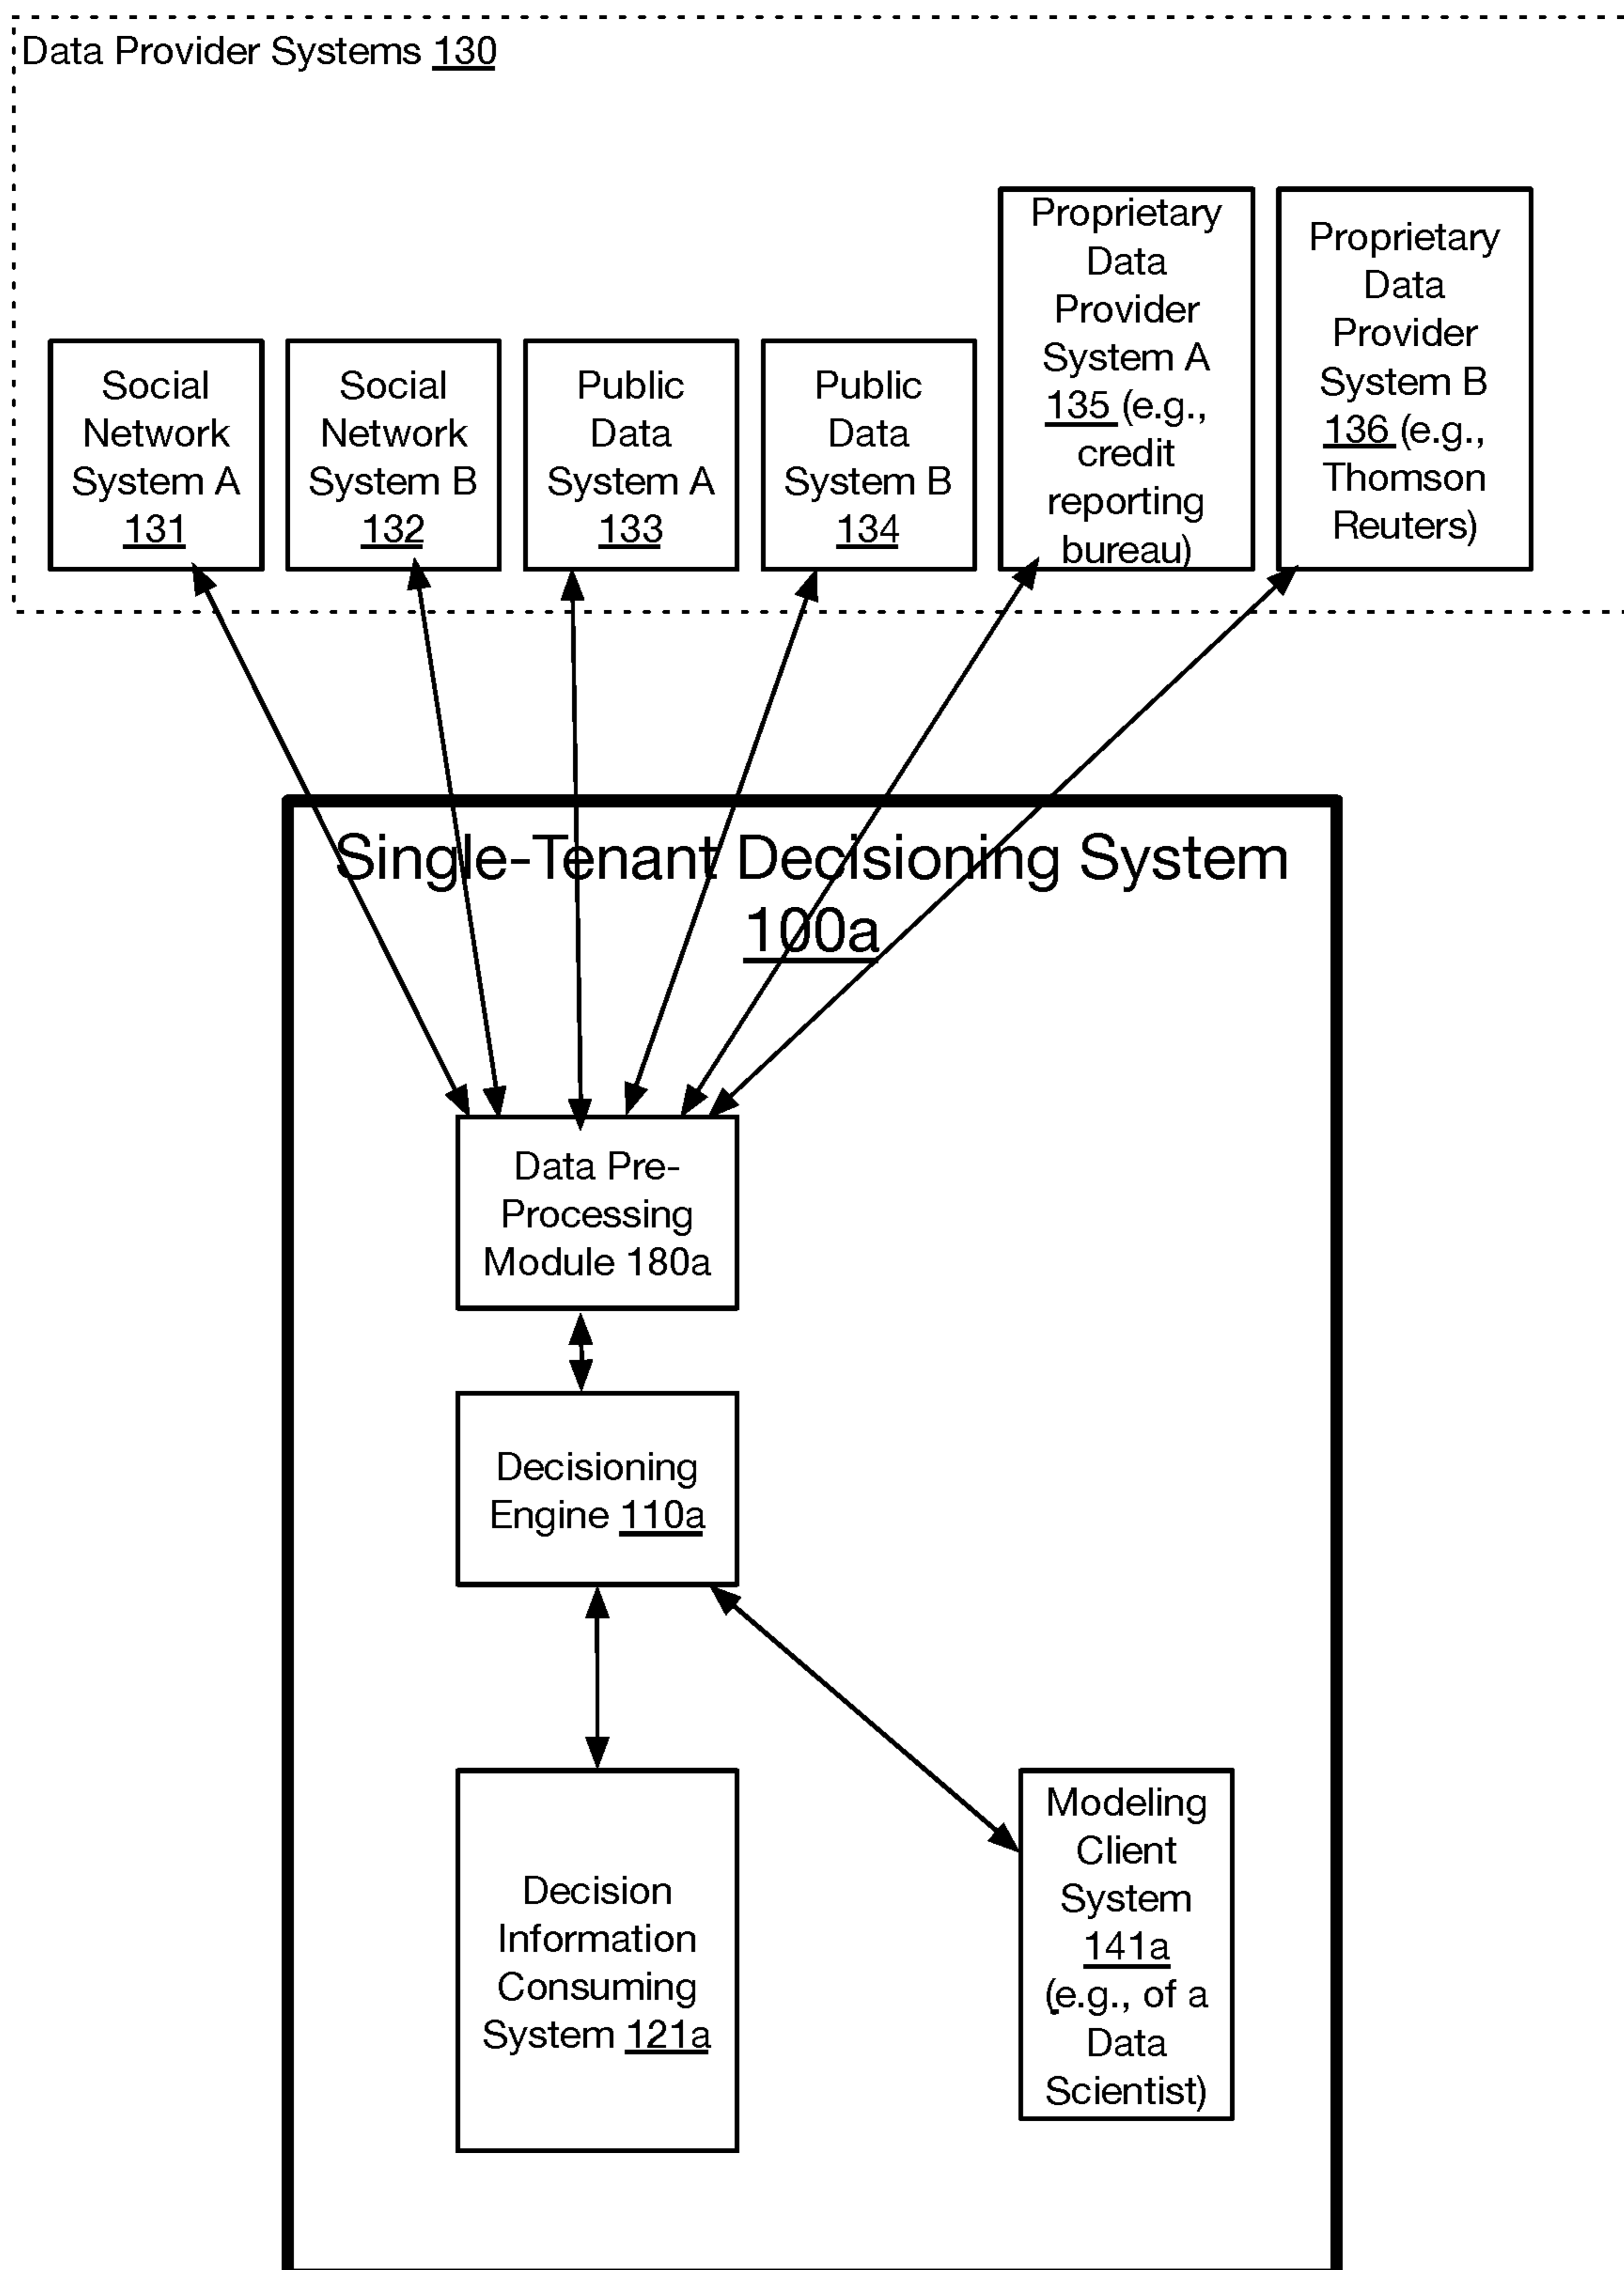 Data Provider Systems 130
Social
Network
System A
131
Social
Network
System B
132
Public
Data
System A
133
Public
Data
System B
134
Proprietary
Data
Provider
System A
135 (e.g.,
credit
reporting
bureau)
Proprietary
Data
Provider
System B
136 (e.g.,
Thomson
Reuters)
Single-Tenant Decisioning System
100a
Data Pre-
Processing
Module 180a
Decisioning
Engine 110a
Decision
Information
Consuming
System 121a
Modeling
Client
System
141a
(e.g., of a
Data
Scientist)